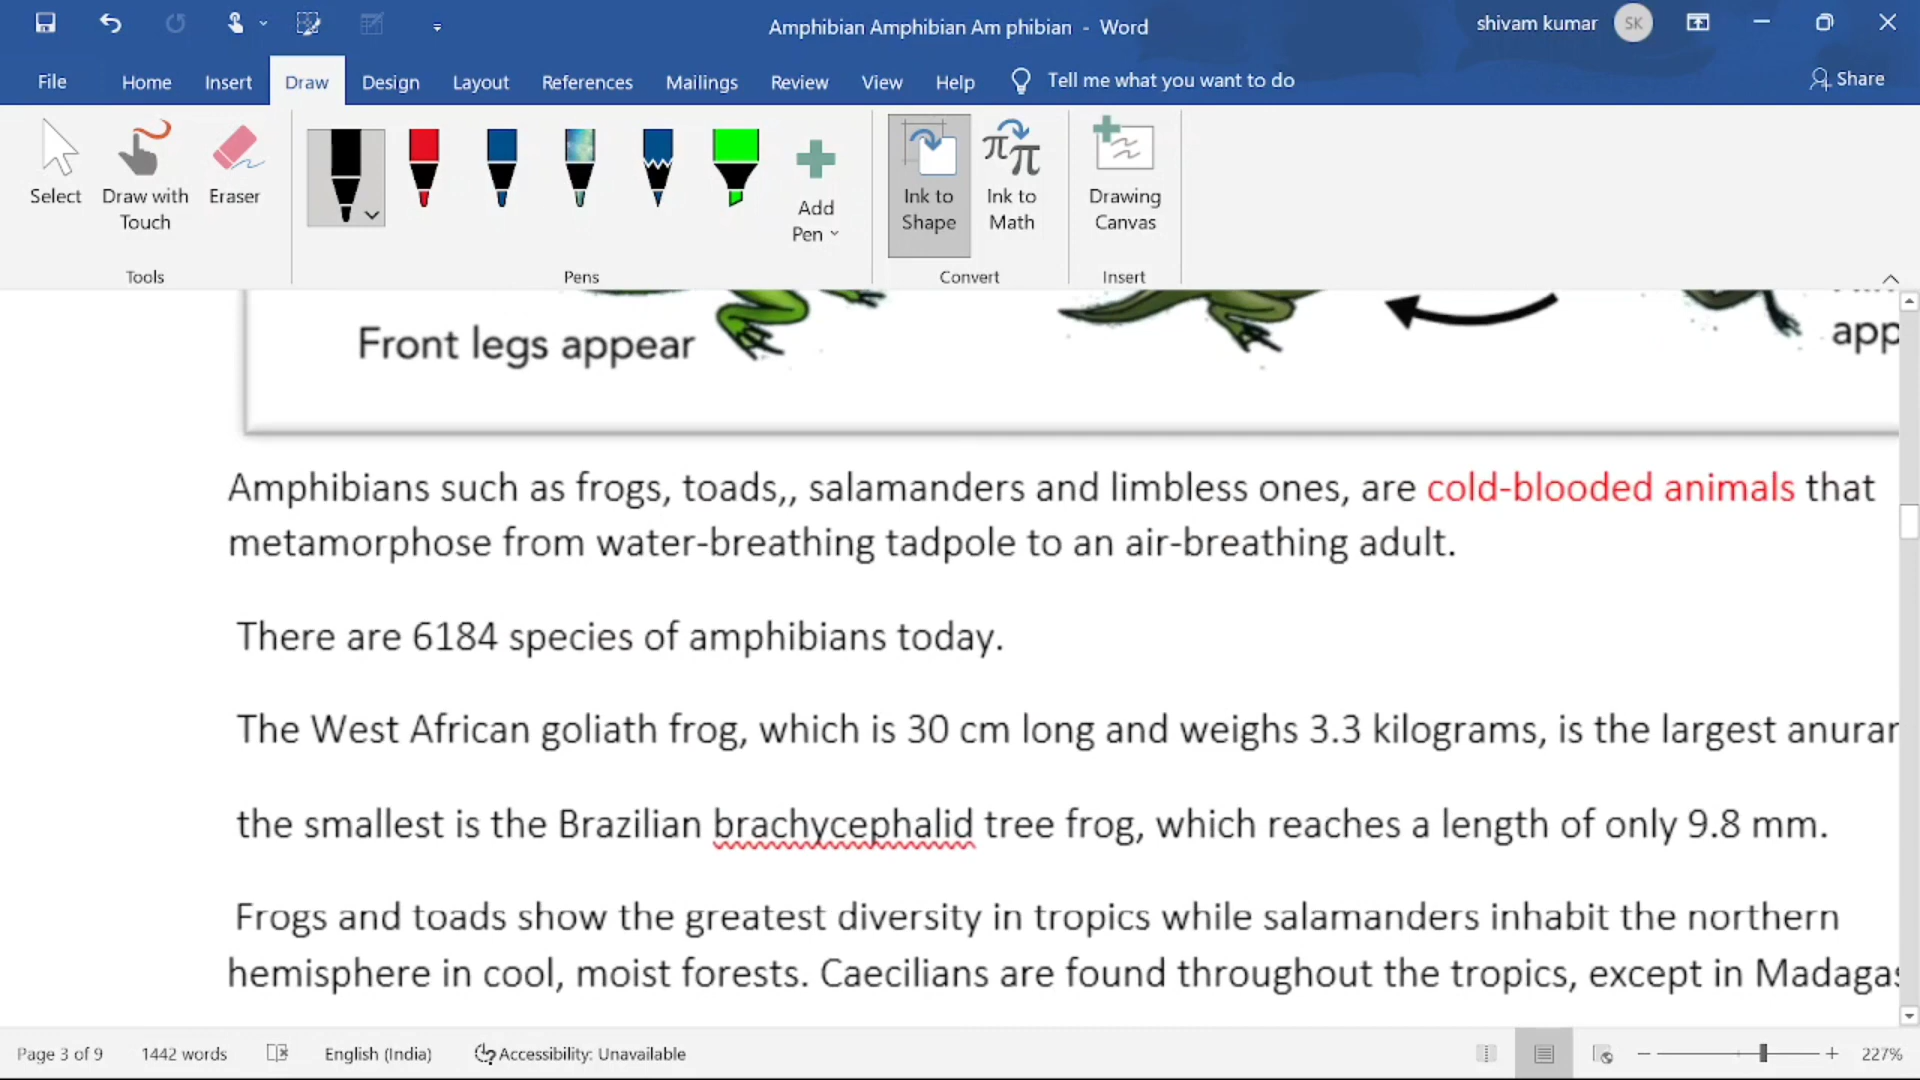 Amphibian Amphibian Am phibian - Word
shivam kumar
SK
File
Home
Insert
Draw
Design
Layout
References
Mailings
Review
View
Help
Tell me what you want to do
Share
Select
Draw with
Touch
Eraser
Add
Pen
Ink to
Shape
Ink to
Math
Drawing
Canvas
Tools
Pens
Convert
Insert
Front legs appear
app
Amphibians such as frogs, toads,, salamanders and limbless ones, are cold-blooded animals that
metamorphose from water-breathing tadpole to an air-breathing adult.
There are 6184 species of amphibians today.
The West African goliath frog, which is 30 cm long and weighs 3.3 kilograms, is the largest anuran
the smallest is the Brazilian brachycephalid tree frog, which reaches a length of only 9.8 mm.
Frogs and toads show the greatest diversity in tropics while salamanders inhabit the northern
hemisphere in cool, moist forests. Caecilians are found throughout the tropics, except in Madagas
Page 3 of 9
1442 words
English (India)
Accessibility: Unavailable
227%